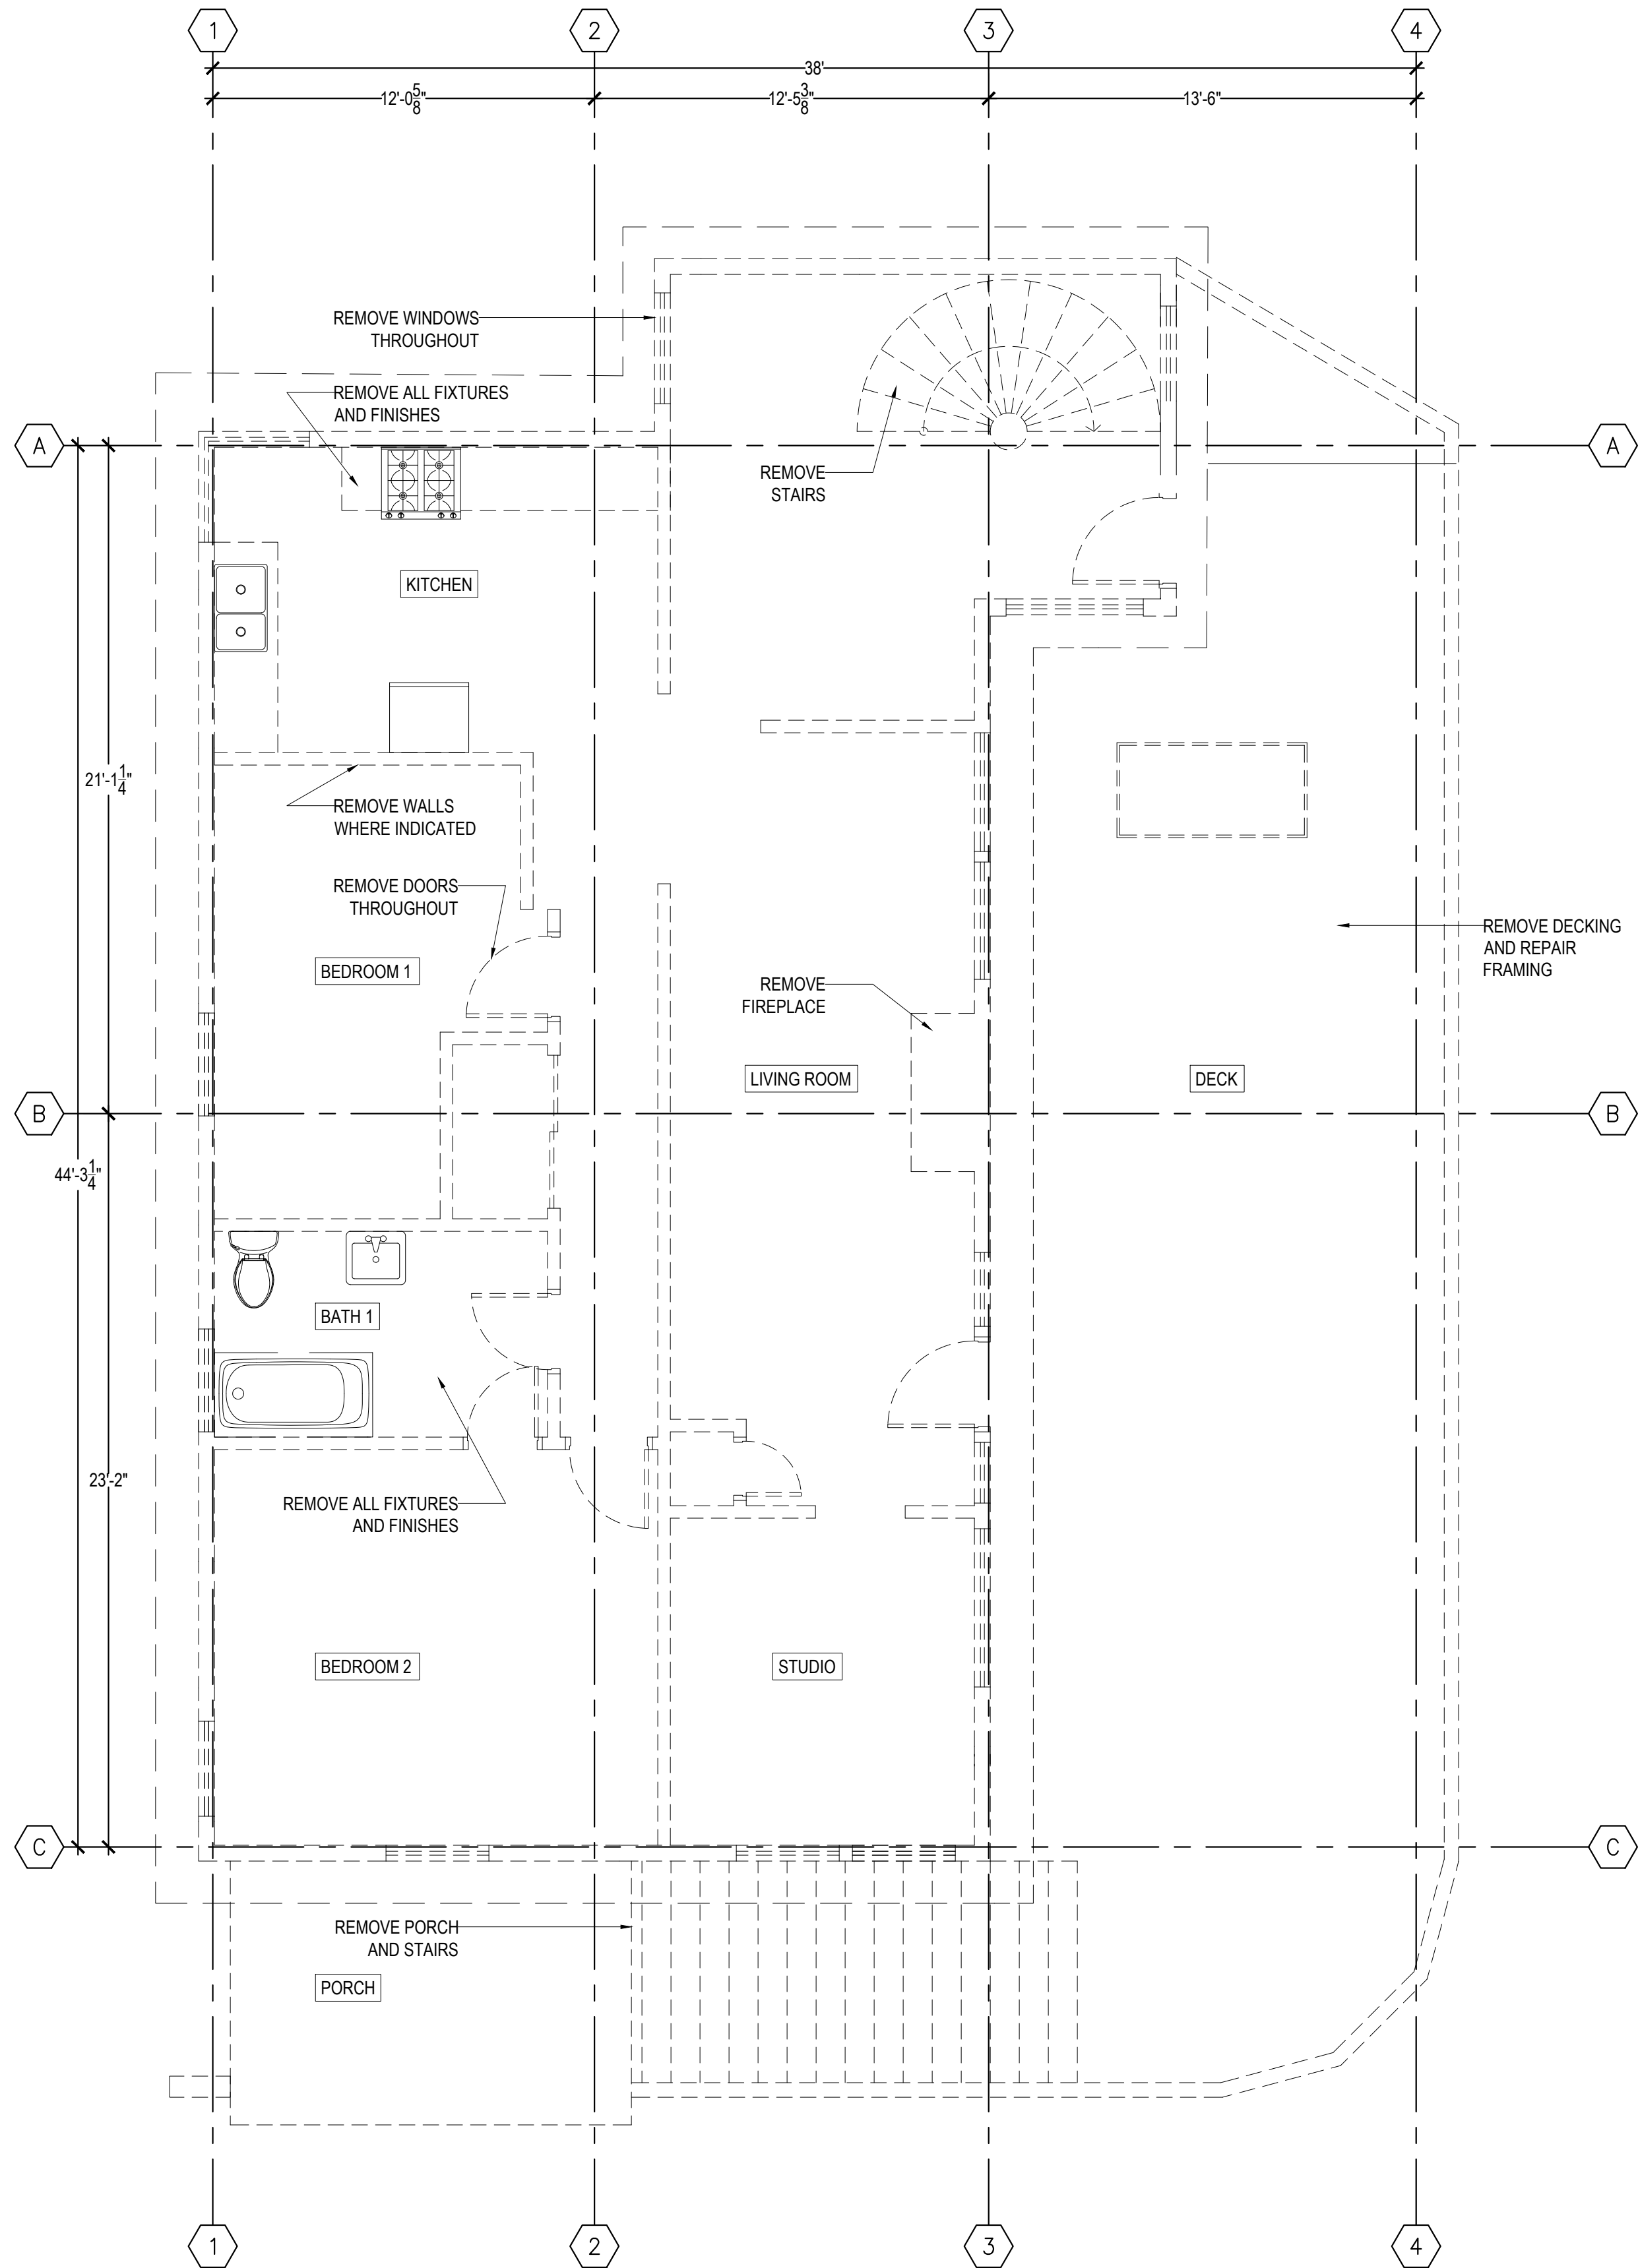 1
2
3
4
38'
12'-0 5/8"
12'-5 3/8"
13'-6"
REMOVE WINDOWS
THROUGHOUT
REMOVE ALL FIXTURES
AND FINISHES
A
A
REMOVE
STAIRS
KITCHEN
21'-1 1/4"
REMOVE WALLS
WHERE INDICATED
REMOVE DOORS
THROUGHOUT
REMOVE DECKING
AND REPAIR
FRAMING
BEDROOM 1
REMOVE
FIREPLACE
LIVING ROOM
DECK
B
B
44'-3 1/4"
BATH 1
23'-2"
REMOVE ALL FIXTURES
AND FINISHES
BEDROOM 2
STUDIO
C
C
REMOVE PORCH
AND STAIRS
PORCH
1
2
3
4